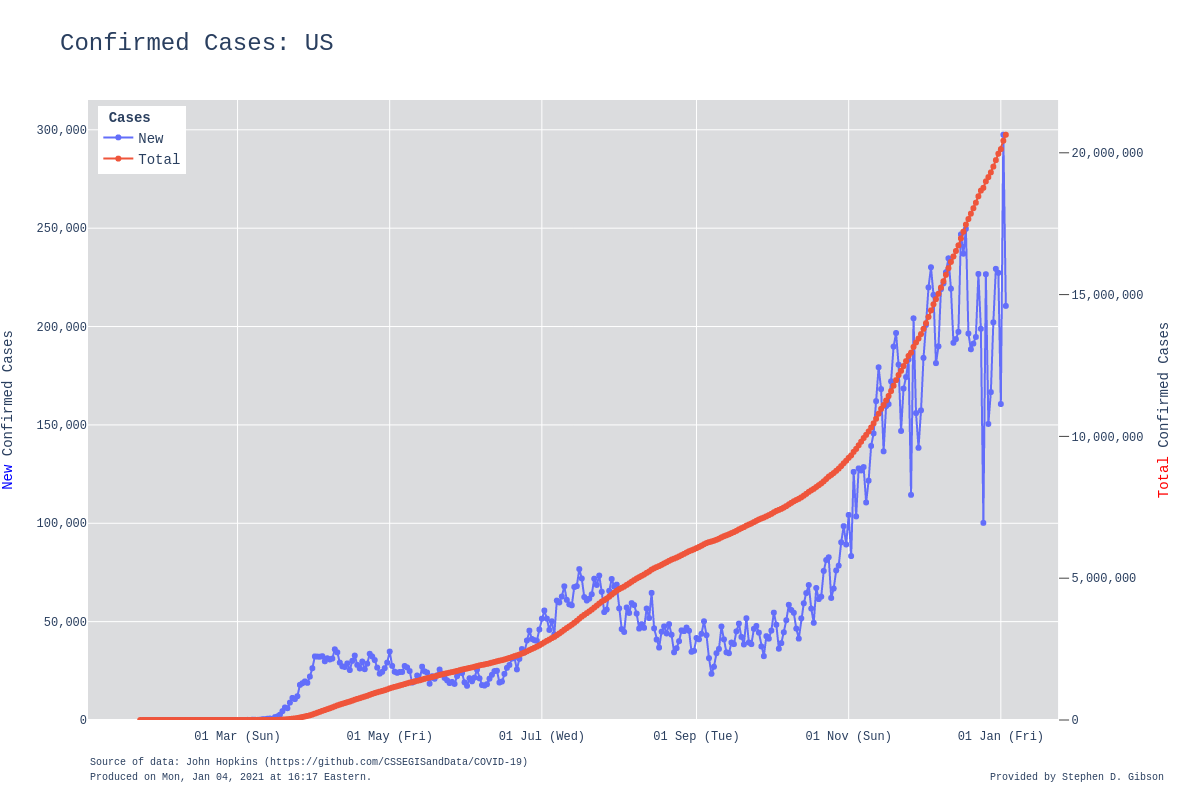 Confirmed Cases: US
Cases
New
Total
300,000
250,000
200,000
150,000
100,000
50,000
0
20,000,000
15,000,000
10,000,000
5,000,000
0
New Confirmed Cases
Total Confirmed Cases
01 Mar (Sun)
01 May (Fri)
01 Jul (Wed)
01 Sep (Tue)
01 Nov (Sun)
01 Jan (Fri)
Source of data: John Hopkins (https://github.com/CSSEGISandData/COVID-19)
Produced on Mon, Jan 04, 2021 at 16:17 Eastern.
Provided by Stephen D. Gibson